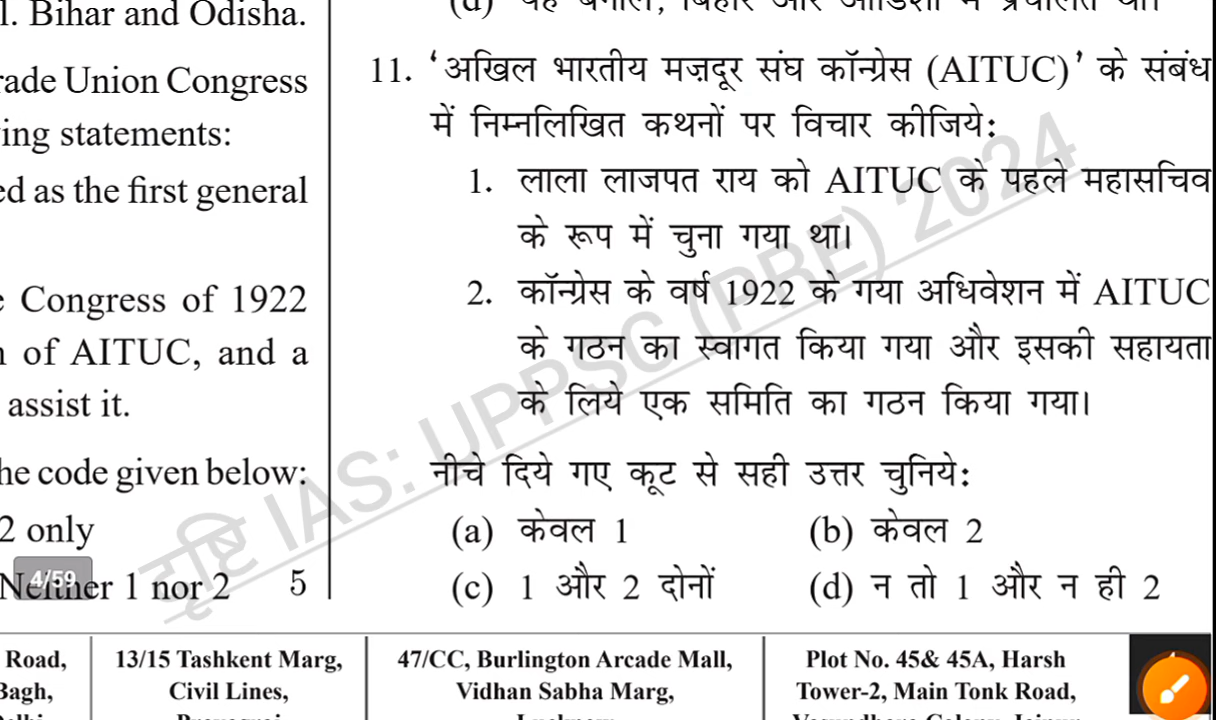 1. Bihar and Odisha.
Trade Union Congress
statements:
as the first general
Congress of 1922
of AITUC, and a
assist it.
code given below:
2 only
Neither 1 nor 2 5
4/59
11. ‘अखिल भारतीय मज़दूर संघ कॉन्ग्रेस (AITUC)’ के संबंध
में निम्नलिखित कथनों पर विचार कीजिये:
1. लाला लाजपत राय को AITUC के पहले महासचिव
के रूप में चुना गया था।
2. कॉन्ग्रेस के वर्ष 1922 के गया अधिवेशन में AITUC
के गठन का स्वागत किया गया और इसकी सहायता
के लिये एक समिति का गठन किया गया।
नीचे दिये गए कूट से सही उत्तर चुनिये:
(a) केवल 1 (b) केवल 2
(c) 1 और 2 दोनों (d) न तो 1 और न ही 2
दृष्टि IAS: UPPSC (PRE) 2024
Road,
Bagh,
13/15 Tashkent Marg,
Civil Lines,
47/CC, Burlington Arcade Mall,
Vidhan Sabha Marg,
Plot No. 45& 45A, Harsh
Tower-2, Main Tonk Road,